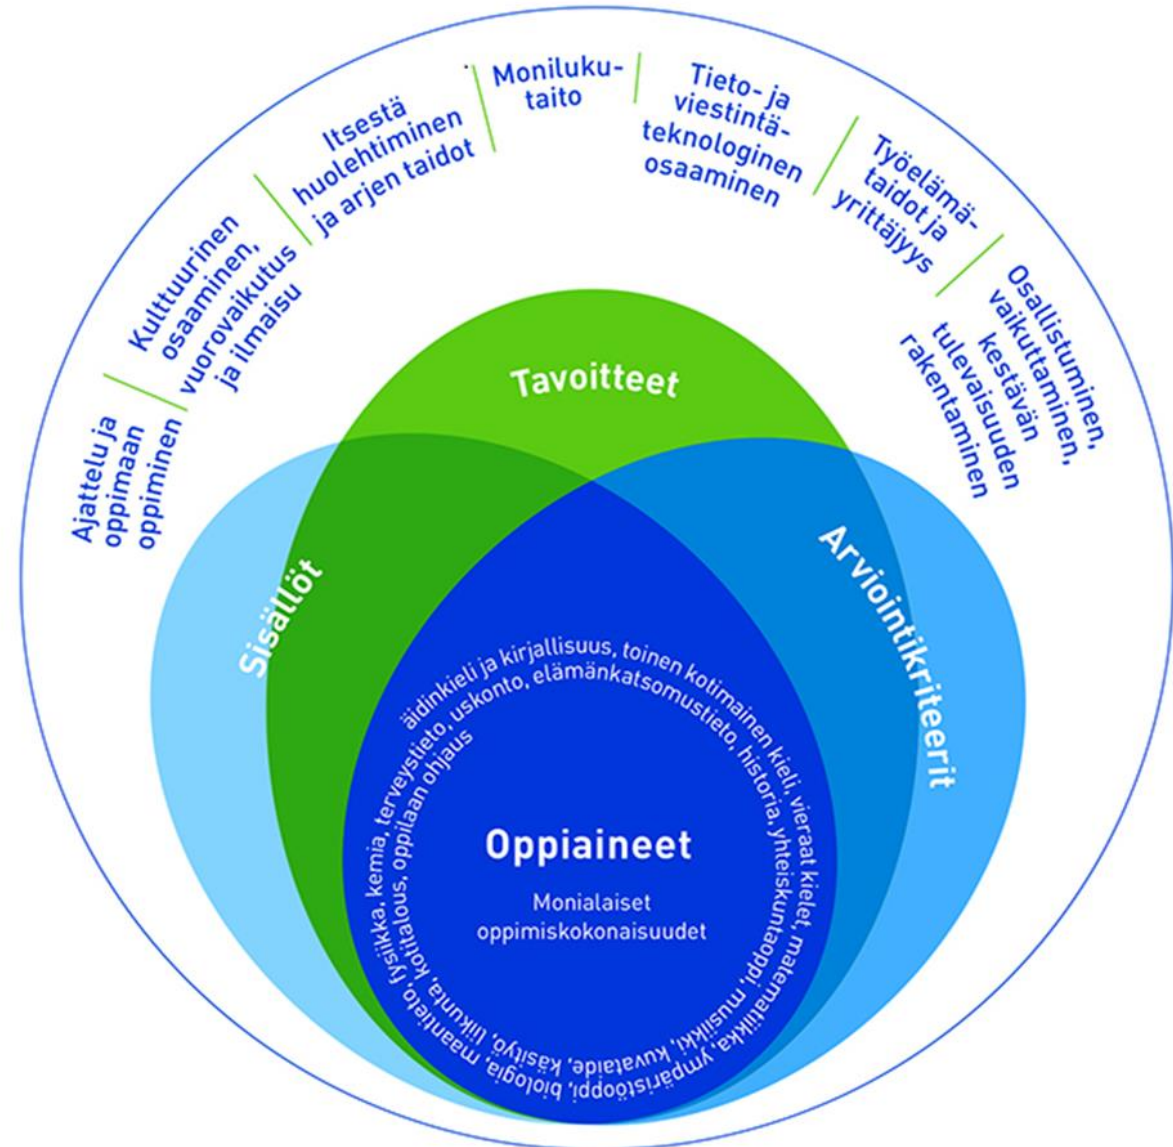 Ajattelu ja
oppimaan
oppiminen
Kulttuurinen
osaaminen,
vuorovaikutus
ja ilmaisu
Itsestä
huolehtiminen
ja arjen taidot
Moniluku-
taito
Tieto- ja
viestintä-
teknologinen
osaaminen
Työelämä-
taidot ja
yrittäjyys
Osallistuminen,
vaikuttaminen,
kestävän
tulevaisuuden
rakentaminen
Tavoitteet
Sisällöt
Arviointikriteerit
äidinkieli ja kirjallisuus, toinen kotimainen kieli, vieraat kielet, matematiikka, ympäristöoppi, biologia, maantieto, fysiikka, kemia, terveystieto, uskonto, elämänkatsomustieto, historia, yhteiskuntaoppi, musiikki, kuvataide, käsityö, liikunta, kotitalous, oppilaan ohjaus
Oppiaineet
Monialaiset
oppimiskokonaisuudet